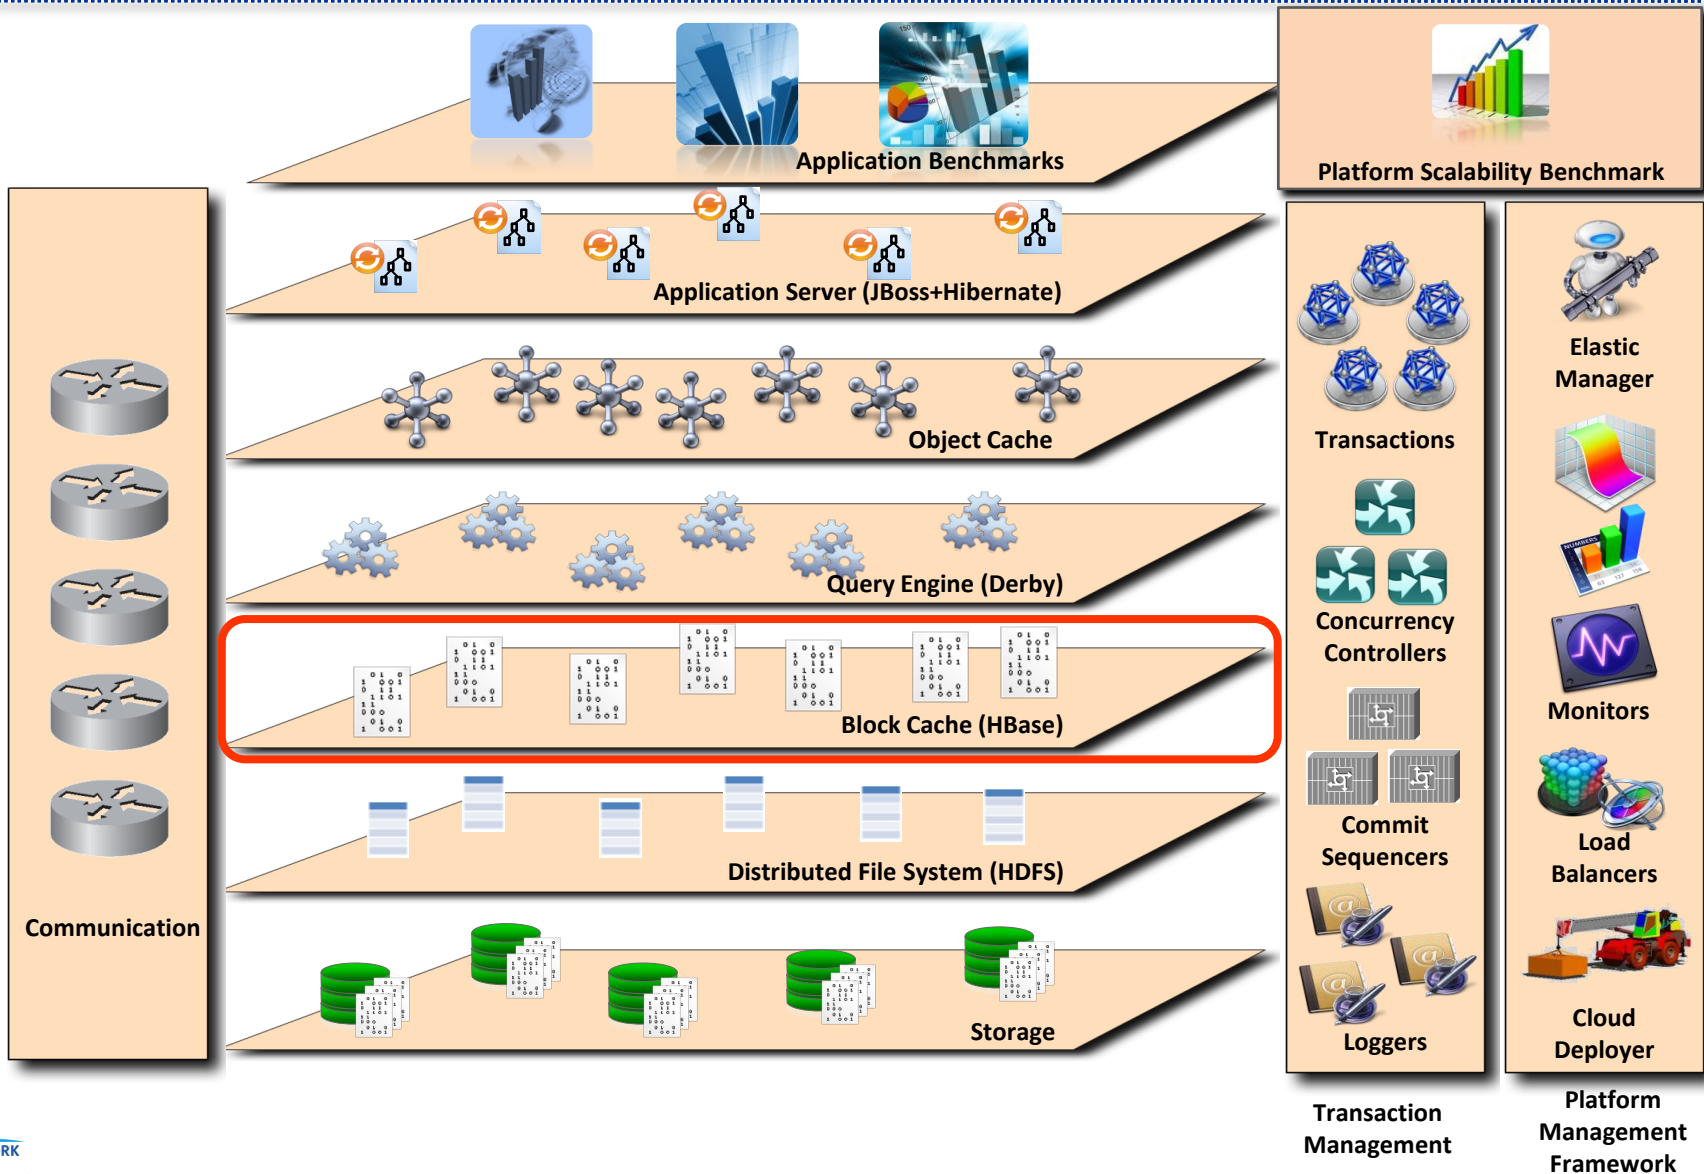 Application Benchmarks
Platform Scalability Benchmark
Application Server (JBoss+Hibernate)
Object Cache
Query Engine (Derby)
Block Cache (HBase)
Distributed File System (HDFS)
Storage
Communication
Transactions
Concurrency
Controllers
Commit
Sequencers
Loggers
Transaction
Management
Elastic
Manager
NUMBERS
Monitors
Load
Balancers
Cloud
Deployer
Platform
Management
Framework
RK